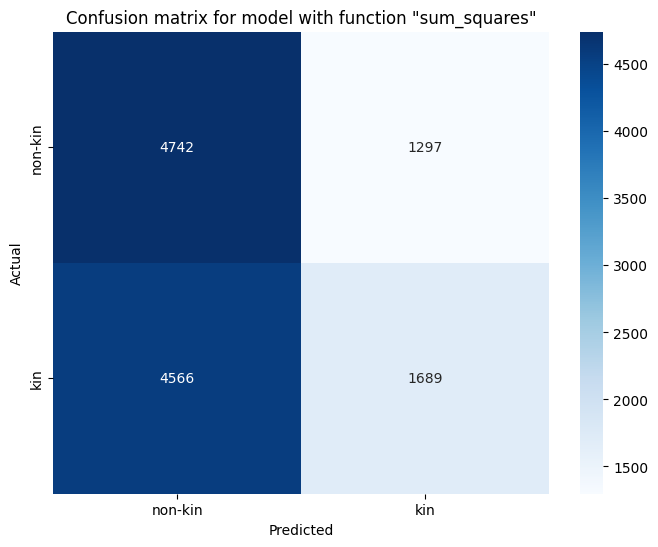 Confusion matrix for model with function "sum_squares"
4742
1297
4566
1689
non-kin
kin
Actual
non-kin
kin
Predicted
4500
4000
3500
3000
2500
2000
1500